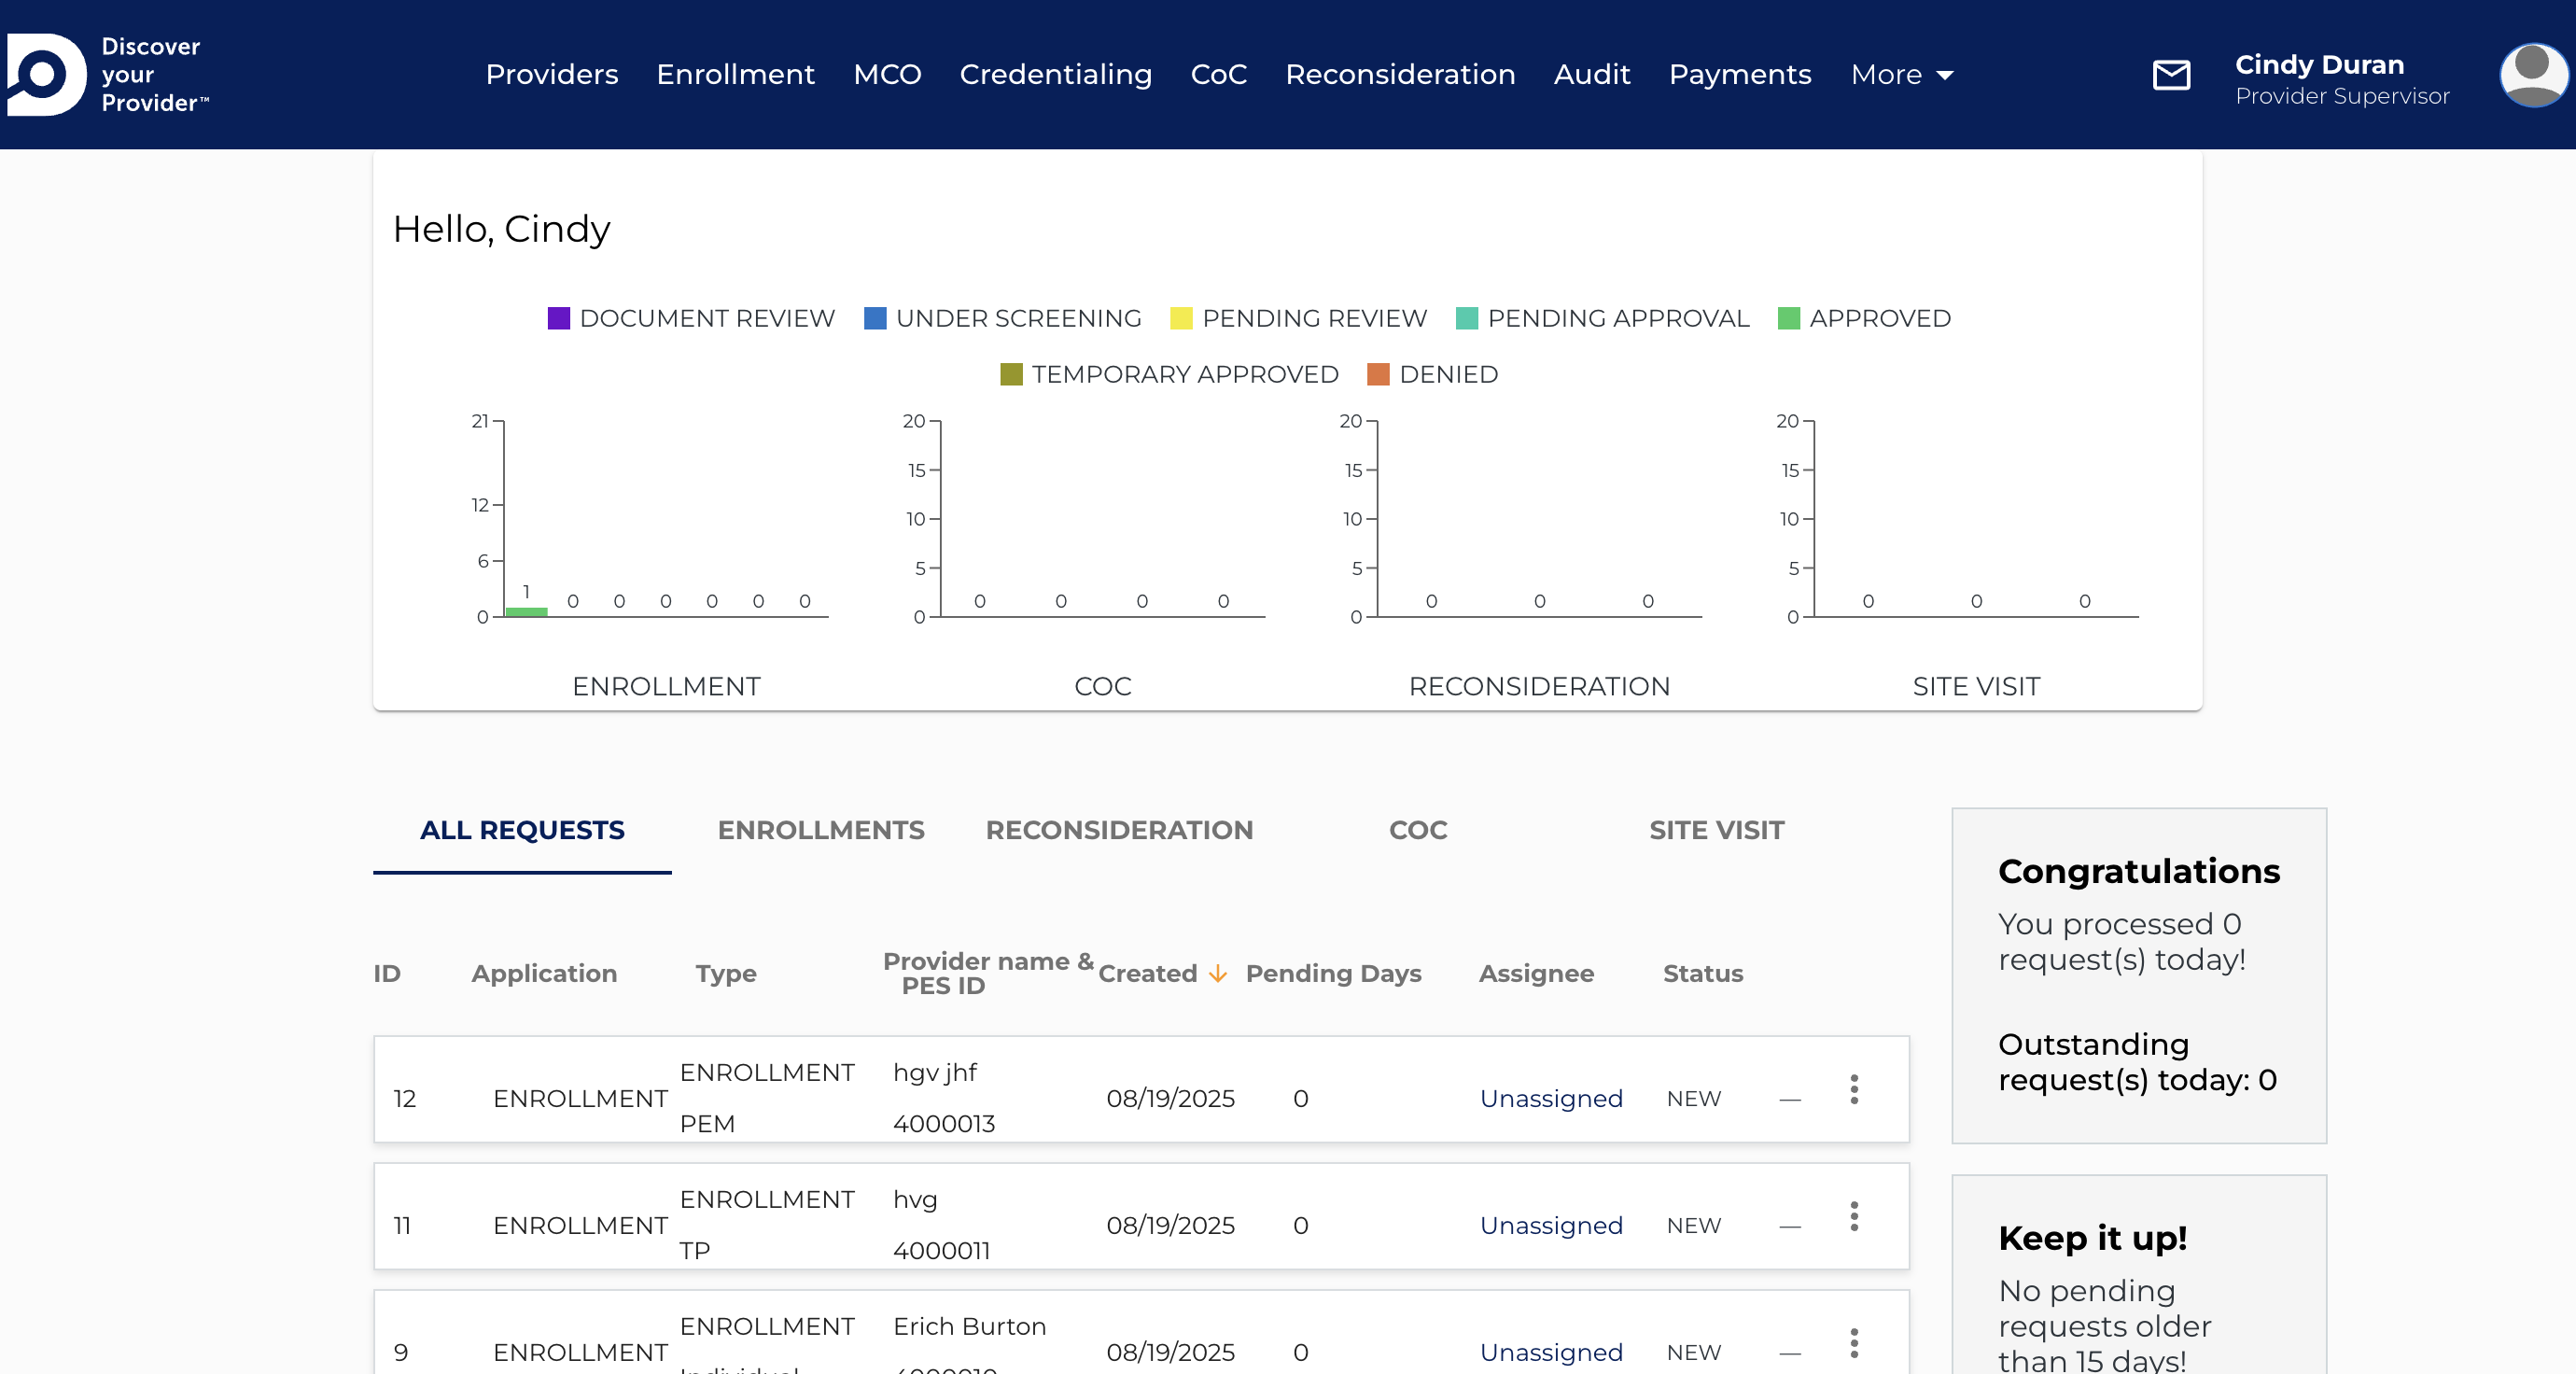 Discover
your
Provider™
Providers Enrollment MCO Credentialing CoC Reconsideration Audit Payments More
Cindy Duran
Provider Supervisor
Hello, Cindy
DOCUMENT REVIEW UNDER SCREENING PENDING REVIEW PENDING APPROVAL APPROVED
TEMPORARY APPROVED DENIED
21
12
6
0
1 0 0 0 0 0 0
ENROLLMENT
20
15
10
5
0
0 0 0 0
COC
20
15
10
5
0
0 0 0
RECONSIDERATION
20
15
10
5
0
0 0 0
SITE VISIT
ALL REQUESTS ENROLLMENTS RECONSIDERATION COC SITE VISIT
ID Application Type Provider name & PES ID Created Pending Days Assignee Status
12 ENROLLMENT ENROLLMENT PEM hgv jhf 4000013 08/19/2025 0 Unassigned NEW —
11 ENROLLMENT ENROLLMENT TP hvg 4000011 08/19/2025 0 Unassigned NEW —
9 ENROLLMENT ENROLLMENT Erich Burton 08/19/2025 0 Unassigned NEW —
Congratulations
You processed 0
request(s) today!
Outstanding
request(s) today: 0
Keep it up!
No pending
requests older
than 15 days!